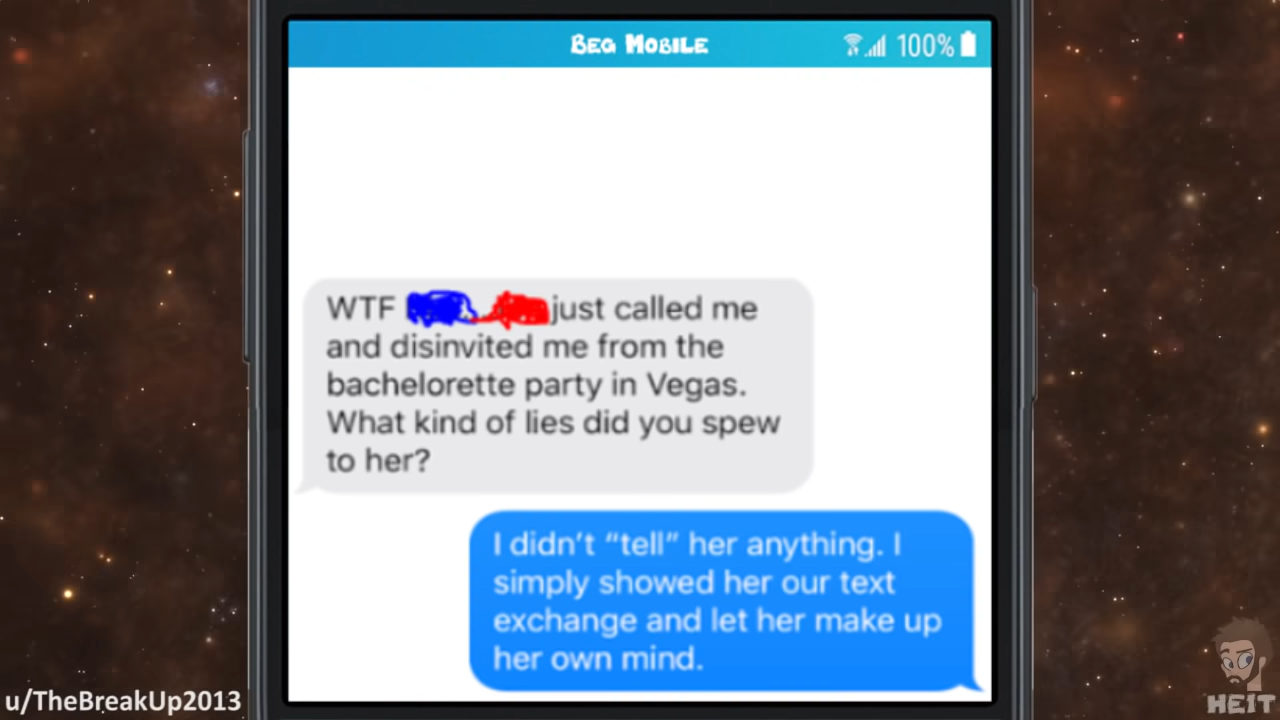 BEG MOBILE 100%
WTF just called me
and disinvited me from the
bachelorette party in Vegas.
What kind of lies did you spew
to her?
I didn’t “tell” her anything. I
simply showed her our text
exchange and let her make up
her own mind.
u/TheBreakUp2013
HEIT